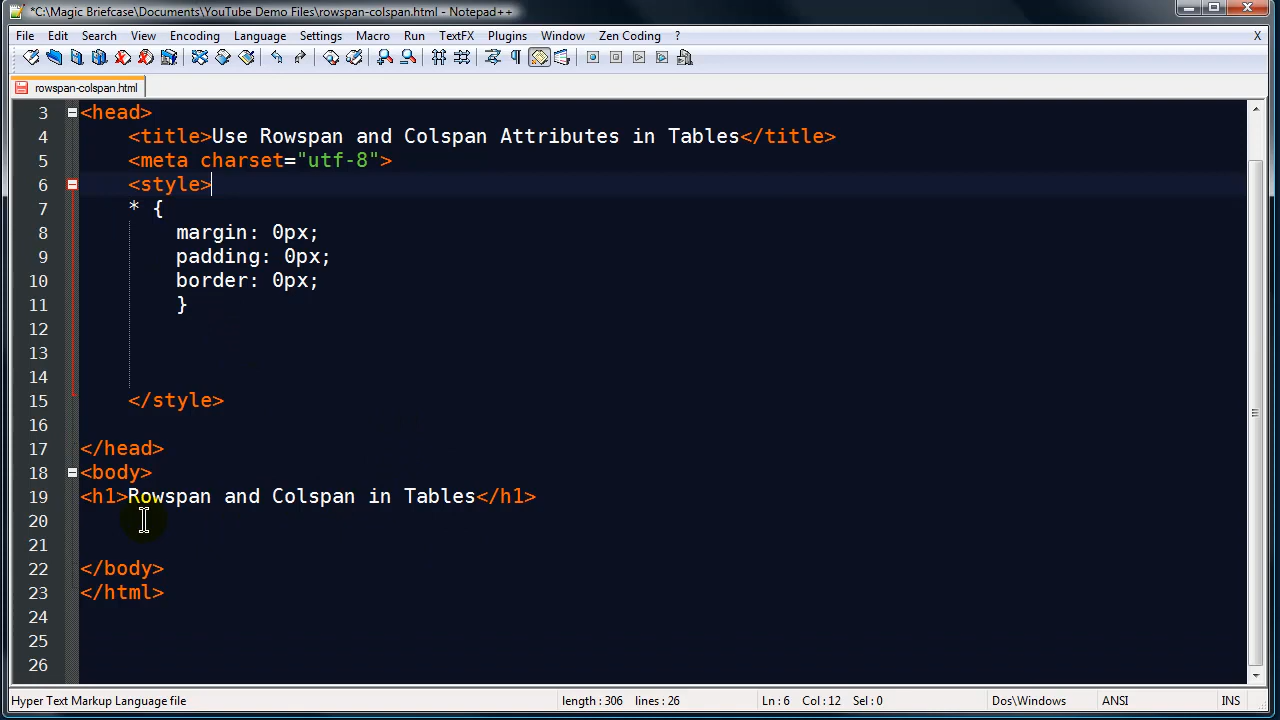 *C:\Magic Briefcase\Documents\YouTube Demo Files\rowspan-colspan.html - Notepad++
File Edit Search View Encoding Language Settings Macro Run TextFX Plugins Window Zen Coding ? X
rowspan-colspan.html
3 <head>
4 <title>Use Rowspan and Colspan Attributes in Tables</title>
5 <meta charset="utf-8">
6 <style>
7 * {
8 margin: 0px;
9 padding: 0px;
10 border: 0px;
11 }
12
13
14
15 </style>
16
17 </head>
18 <body>
19 <h1>Rowspan and Colspan in Tables</h1>
20
21
22 </body>
23 </html>
24
25
26
Hyper Text Markup Language file length : 306 lines : 26 Ln : 6 Col : 12 Sel : 0 Dos\Windows ANSI INS